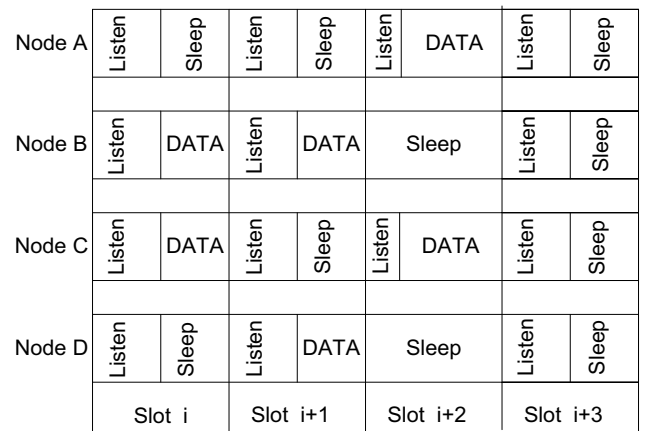 Node A Listen Sleep Listen Sleep Listen DATA Listen Sleep
Node B Listen DATA Listen DATA Sleep Listen Sleep
Node C Listen DATA Listen Sleep Listen DATA Listen Sleep
Node D Listen Sleep Listen DATA Sleep Listen Sleep
Slot i Slot i+1 Slot i+2 Slot i+3